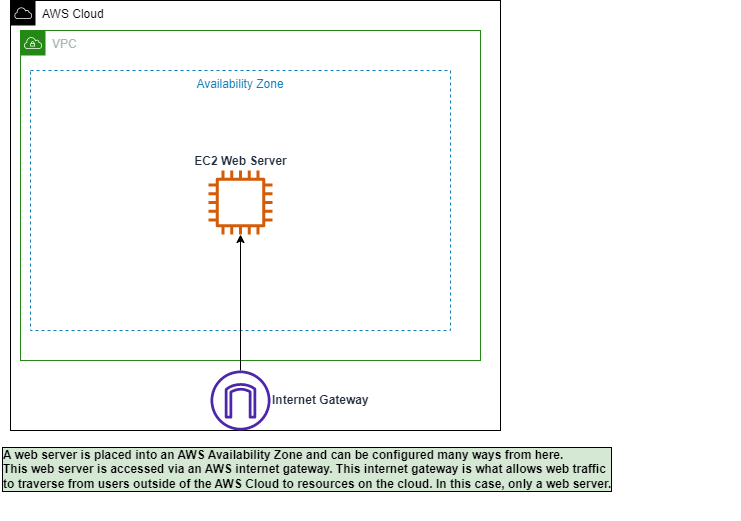 AWS Cloud
VPC
Availability Zone
EC2 Web Server
Internet Gateway
A web server is placed into an AWS Availability Zone and can be configured many ways from here.
This web server is accessed via an AWS internet gateway. This internet gateway is what allows web traffic
to traverse from users outside of the AWS Cloud to resources on the cloud. In this case, only a web server.